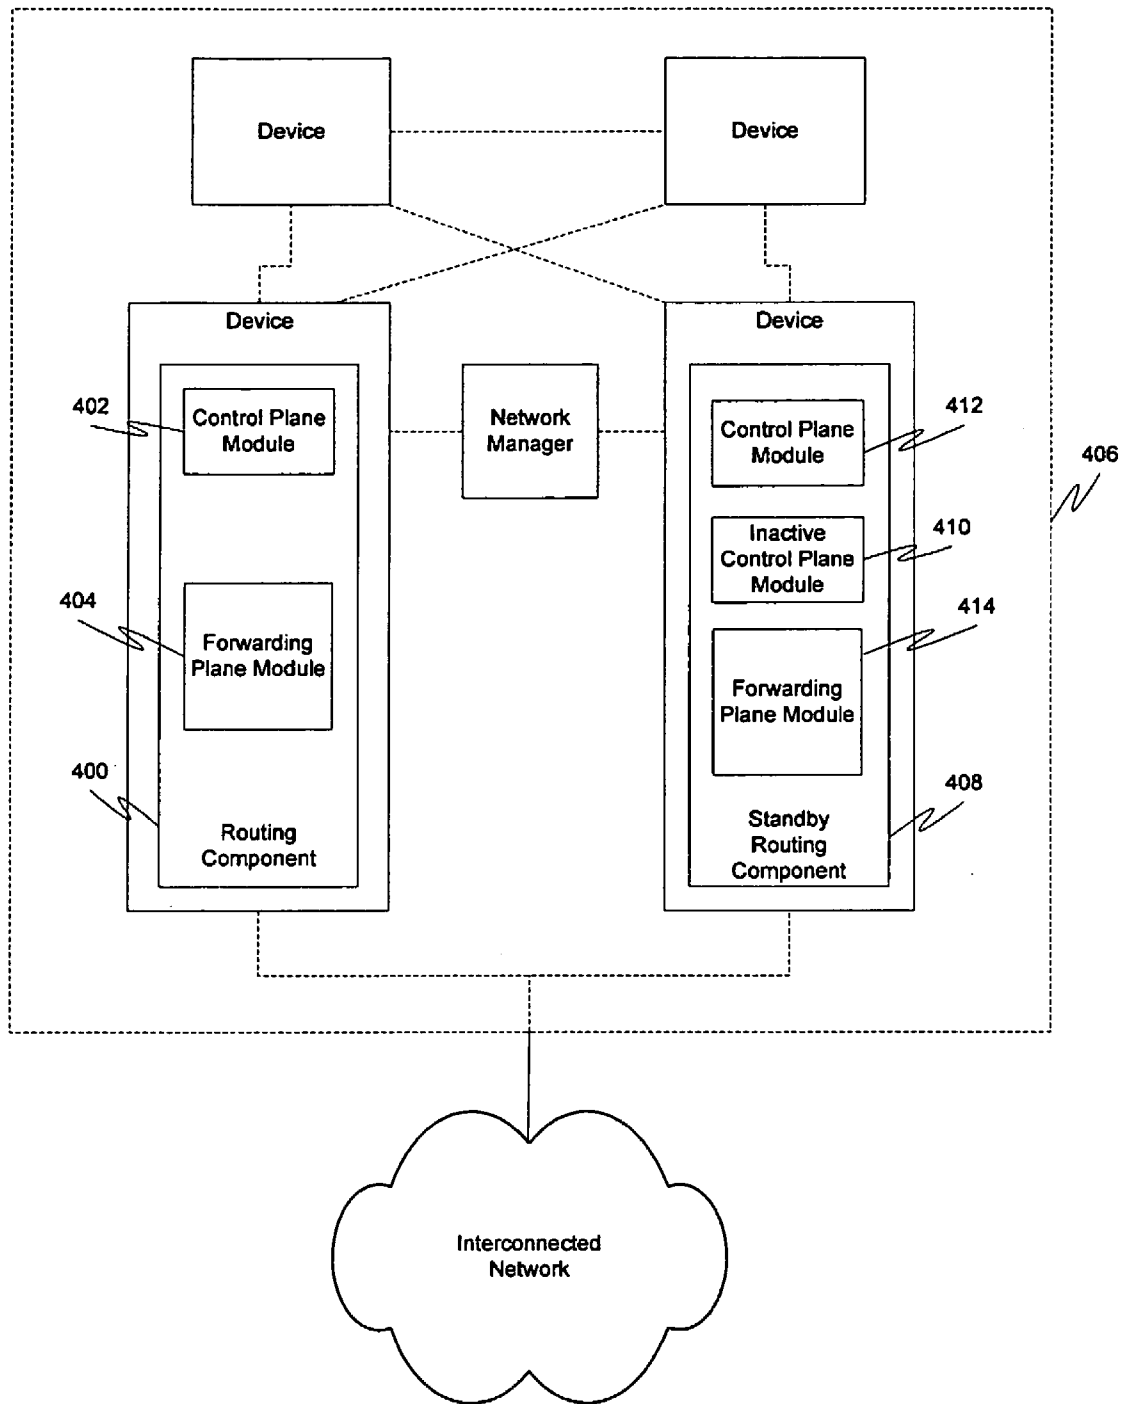 Device
Device
Device
Device
402
Control Plane
Module
Network
Manager
Control Plane
Module
412
406
Inactive
Control Plane
Module
410
404
Forwarding
Plane Module
414
Forwarding
Plane Module
400
Routing
Component
408
Standby
Routing
Component
Interconnected
Network